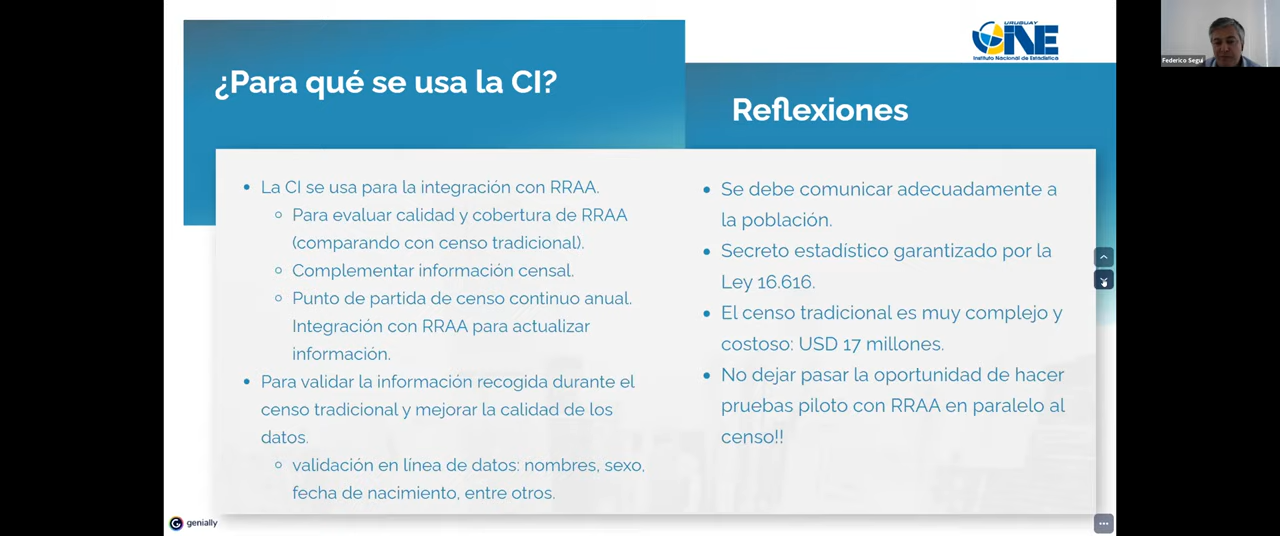 ¿Para qué se usa la CI?
La CI se usa para la integración con RRAA.
Para evaluar calidad y cobertura de RRAA
(comparando con censo tradicional).
Complementar información censal.
Punto de partida de censo continuo anual.
Integración con RRAA para actualizar
información.
Para validar la información recogida durante el
censo tradicional y mejorar la calidad de los
datos.
validación en línea de datos: nombres, sexo,
fecha de nacimiento, entre otros.
URUGUAY
INE
Instituto Nacional de Estadística
Reflexiones
Se debe comunicar adecuadamente a
la población.
Secreto estadístico garantizado por la
Ley 16.616.
El censo tradicional es muy complejo y
costoso: USD 17 millones.
No dejar pasar la oportunidad de hacer
pruebas piloto con RRAA en paralelo al
censo!!
genially
Federico Segui